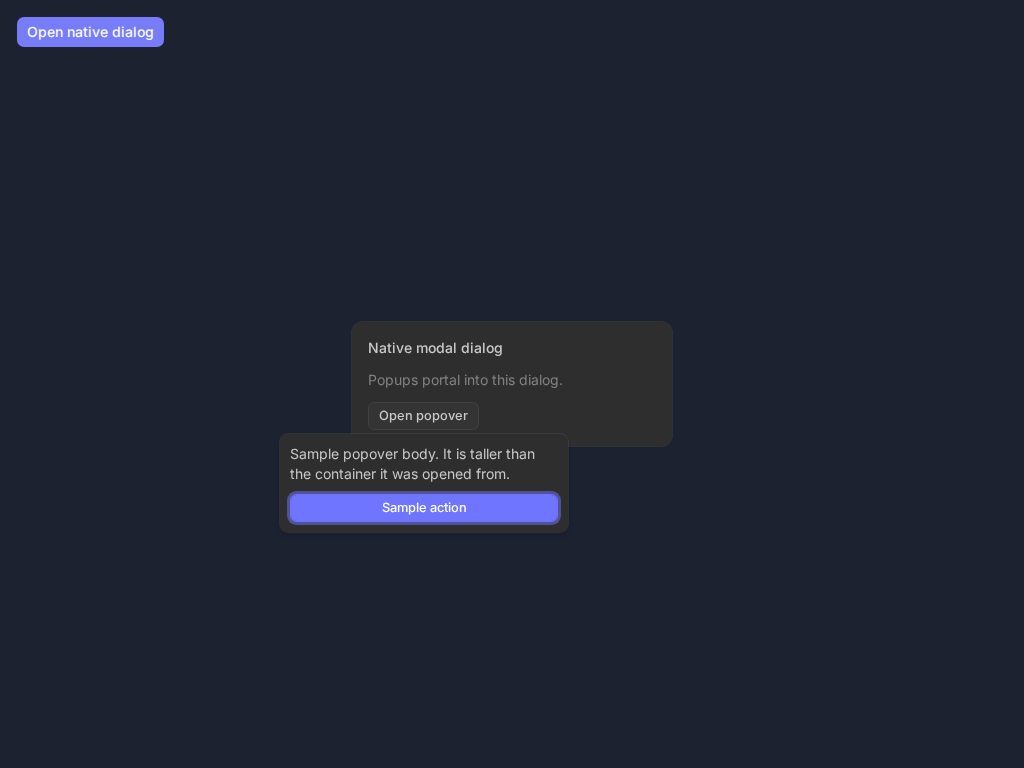 Open native dialog
Native modal dialog
Popups portal into this dialog.
Open popover
Sample popover body. It is taller than
the container it was opened from.
Sample action